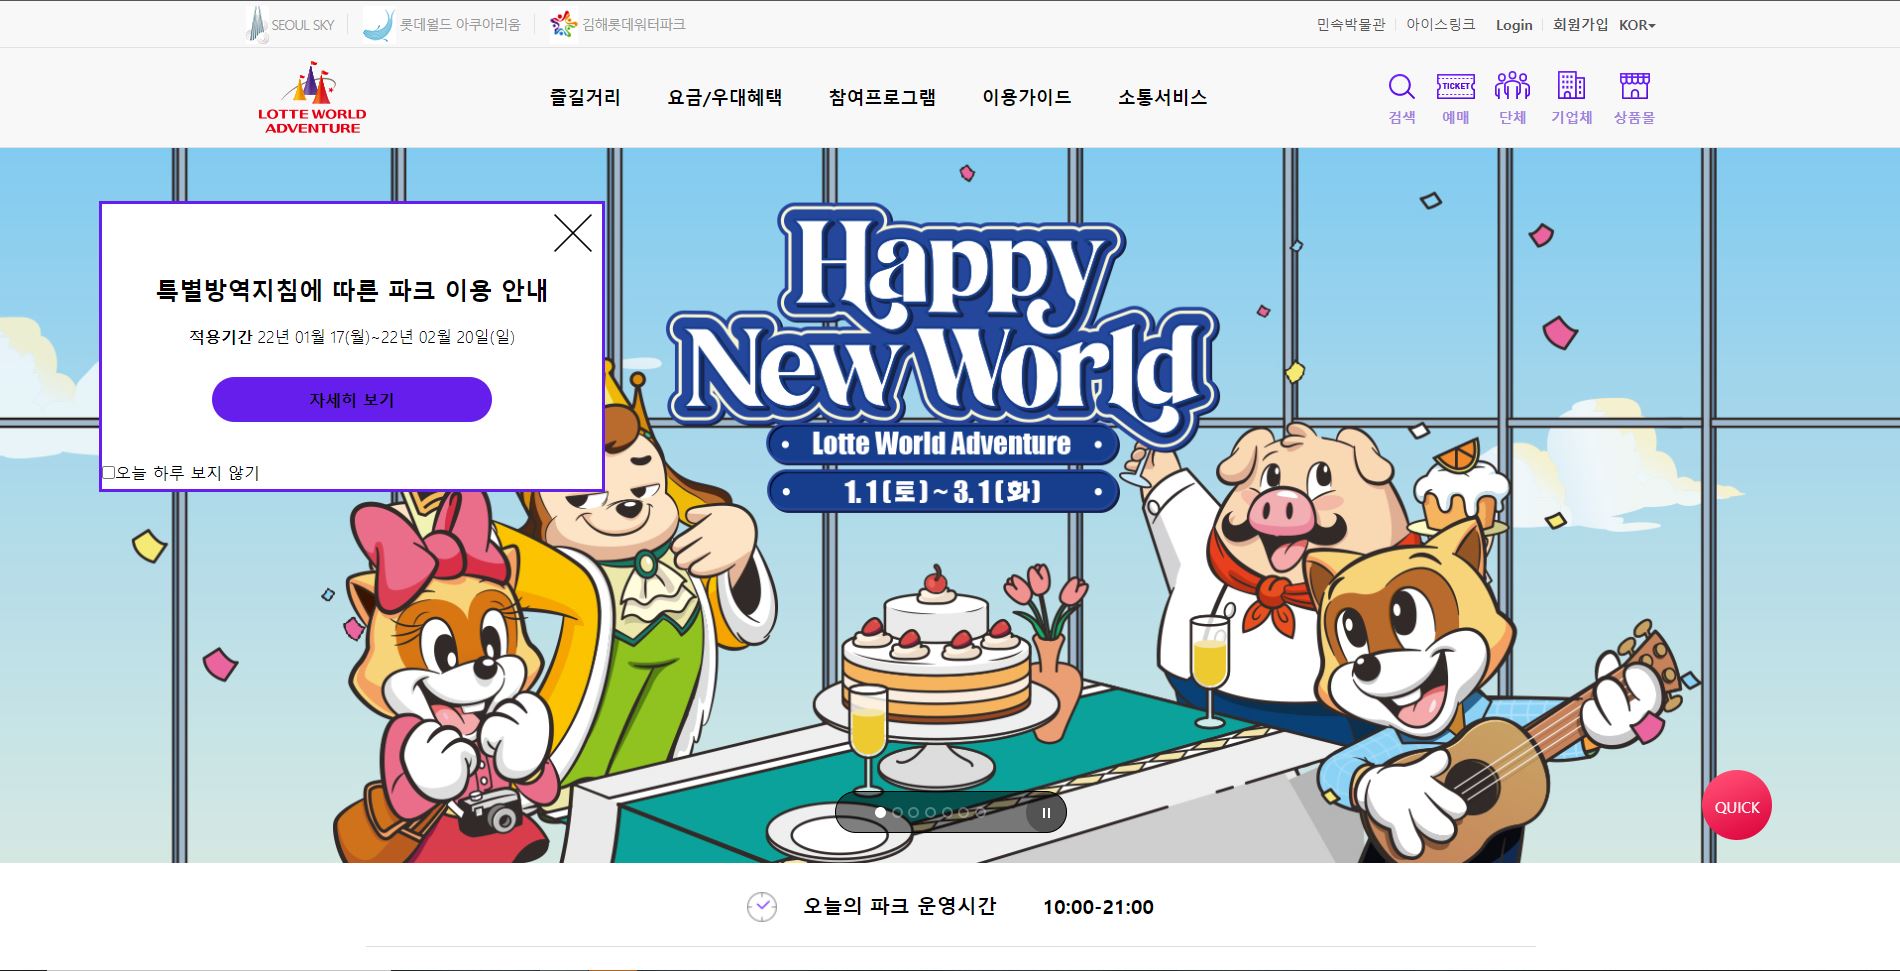 SEOUL SKY 롯데월드 아쿠아리움 김해롯데워터파크
민속박물관 아이스링크 Login 회원가입 KOR
LOTTE WORLD
ADVENTURE
즐길거리 요금/우대혜택 참여프로그램 이용가이드 소통서비스
TICKET
검색 예매 단체 기업체 상품몰
특별방역지침에 따른 파크 이용 안내
적용기간 22년 01월 17(월)~22년 02월 20일(일)
자세히 보기
오늘 하루 보지 않기
Happy
New World
Lotte World Adventure
1.1(토)~3.1(화)
QUICK
오늘의 파크 운영시간 10:00-21:00